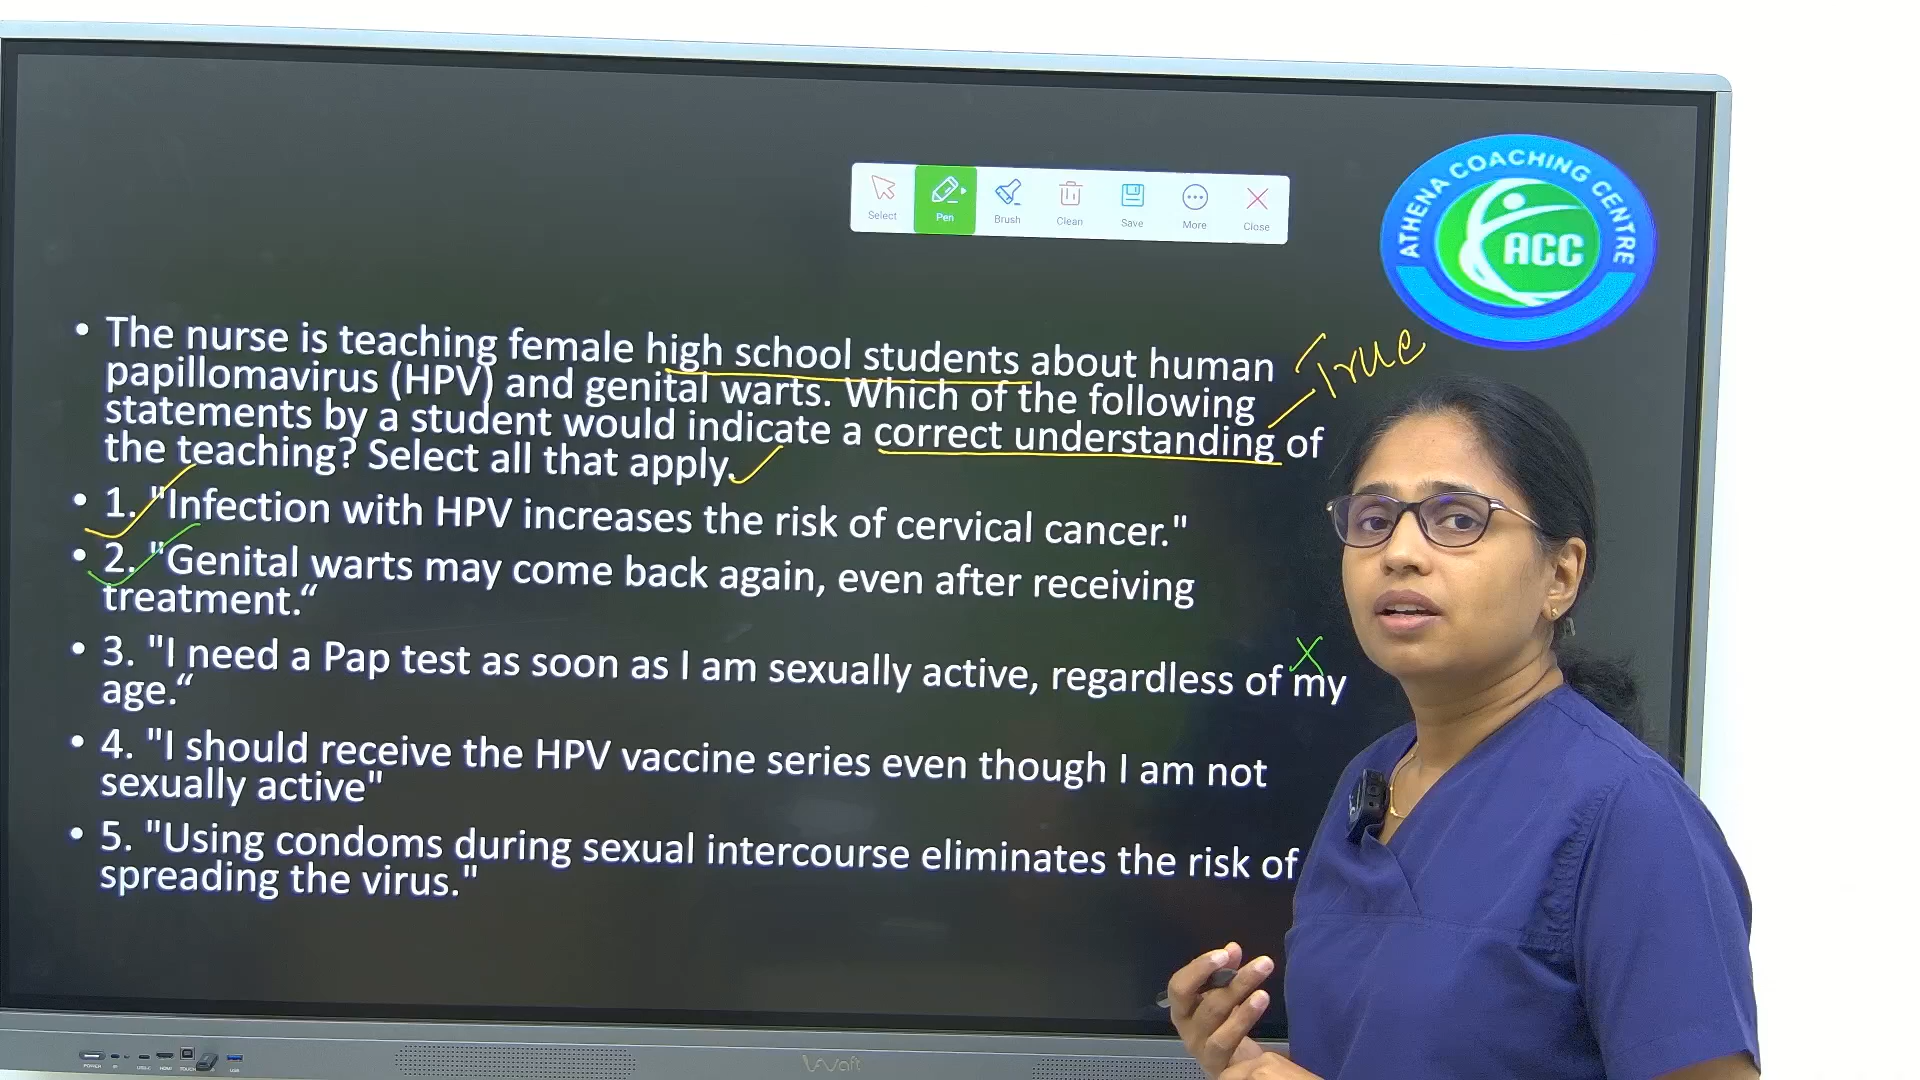 ATHENA COACHING CENTRE
ACC
Select Pen Brush Clean Save More Close
• The nurse is teaching female high school students about human
papillomavirus (HPV) and genital warts. Which of the following
statements by a student would indicate a correct understanding of
the teaching? Select all that apply.
True
• 1. "Infection with HPV increases the risk of cervical cancer."
• 2. "Genital warts may come back again, even after receiving
treatment.“
• 3. "I need a Pap test as soon as I am sexually active, regardless of my
age.“
• 4. "I should receive the HPV vaccine series even though I am not
sexually active"
• 5. "Using condoms during sexual intercourse eliminates the risk of
spreading the virus."
POWER
HDMI
TOUCH
USB
Waft